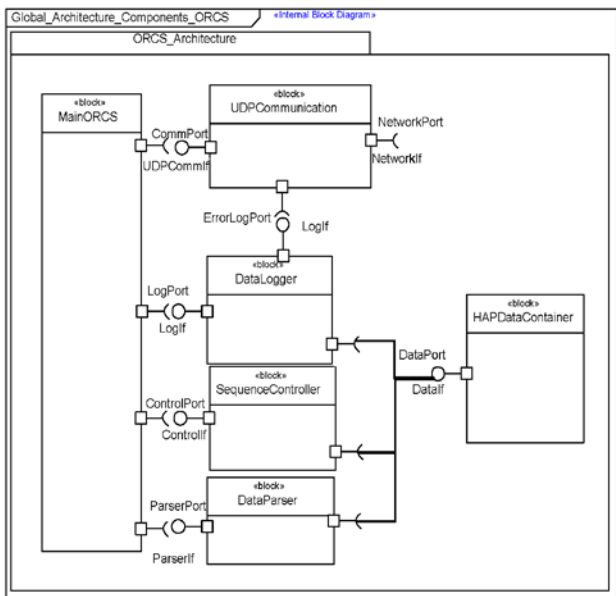 Global_Architecture_Components_ORCS
«Internal Block Diagram»
ORCS_Architecture
«block»
MainORCS
«block»
UDPCommunication
CommPort
UDPCommIf
NetworkPort
NetworkIf
ErrorLogPort
LogIf
«block»
DataLogger
LogPort
LogIf
«block»
HAPDataContainer
DataPort
DataIf
«block»
SequenceController
ControlPort
ControlIf
«block»
DataParser
ParserPort
ParserIf